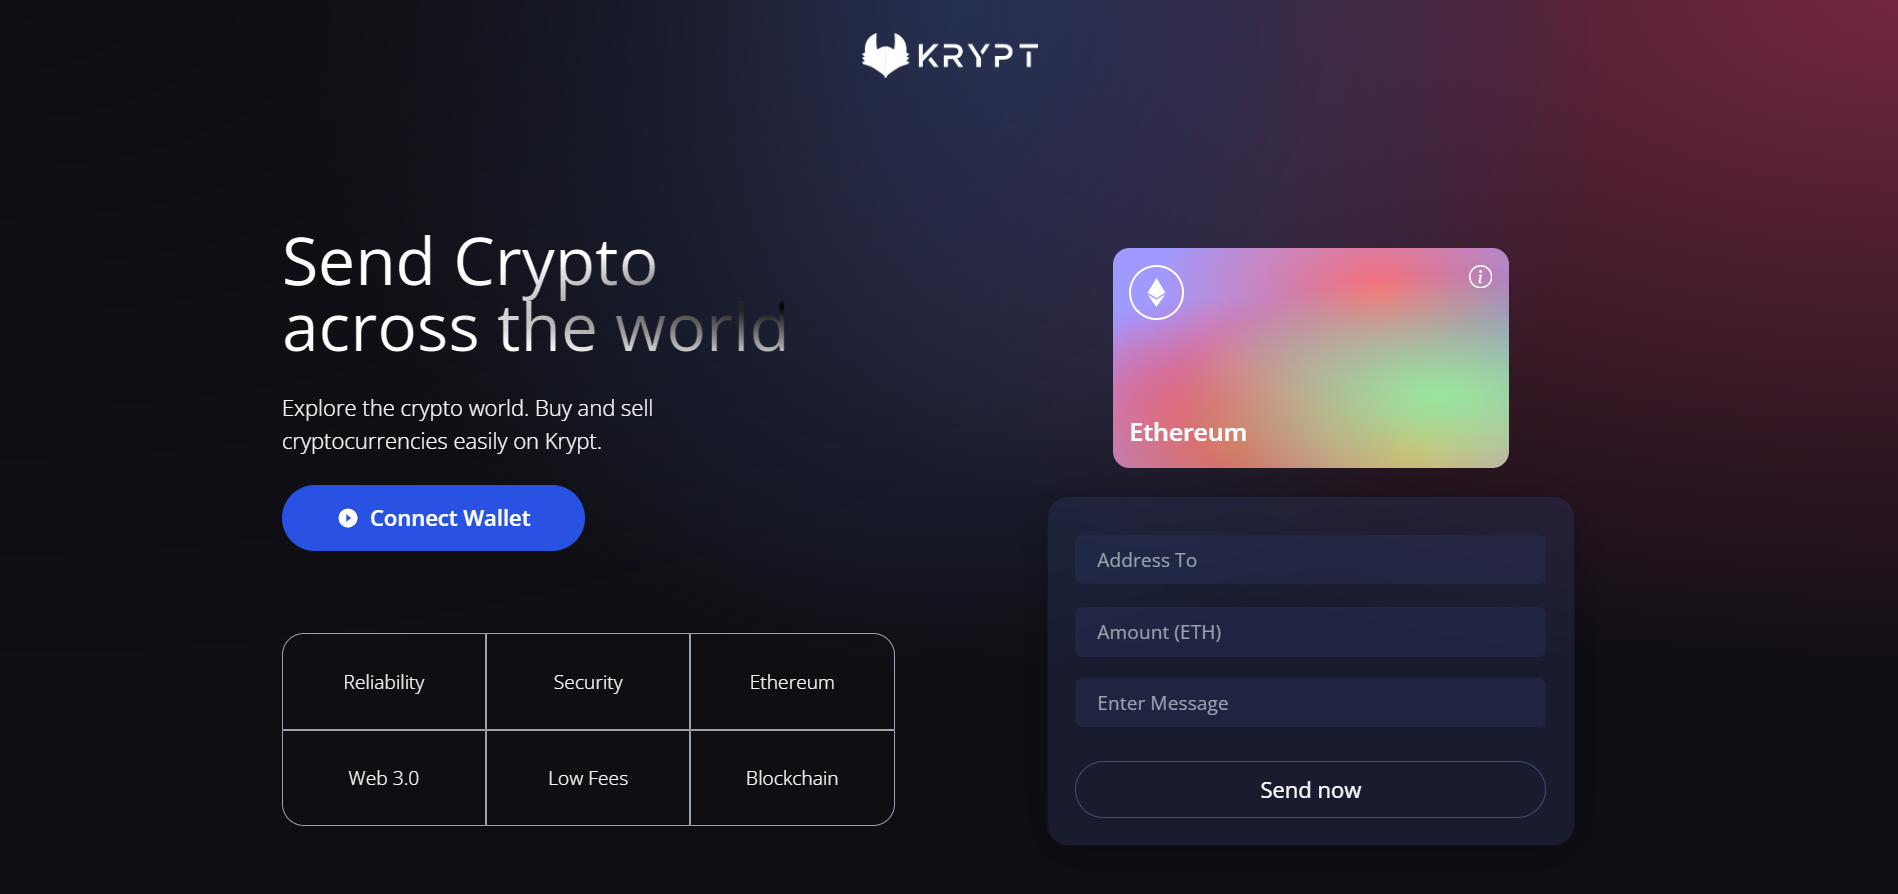 KRYPT
Send Crypto
across the world
Explore the crypto world. Buy and sell
cryptocurrencies easily on Krypt.
Connect Wallet
Reliability
Security
Ethereum
Web 3.0
Low Fees
Blockchain
i
Ethereum
Address To
Amount (ETH)
Enter Message
Send now